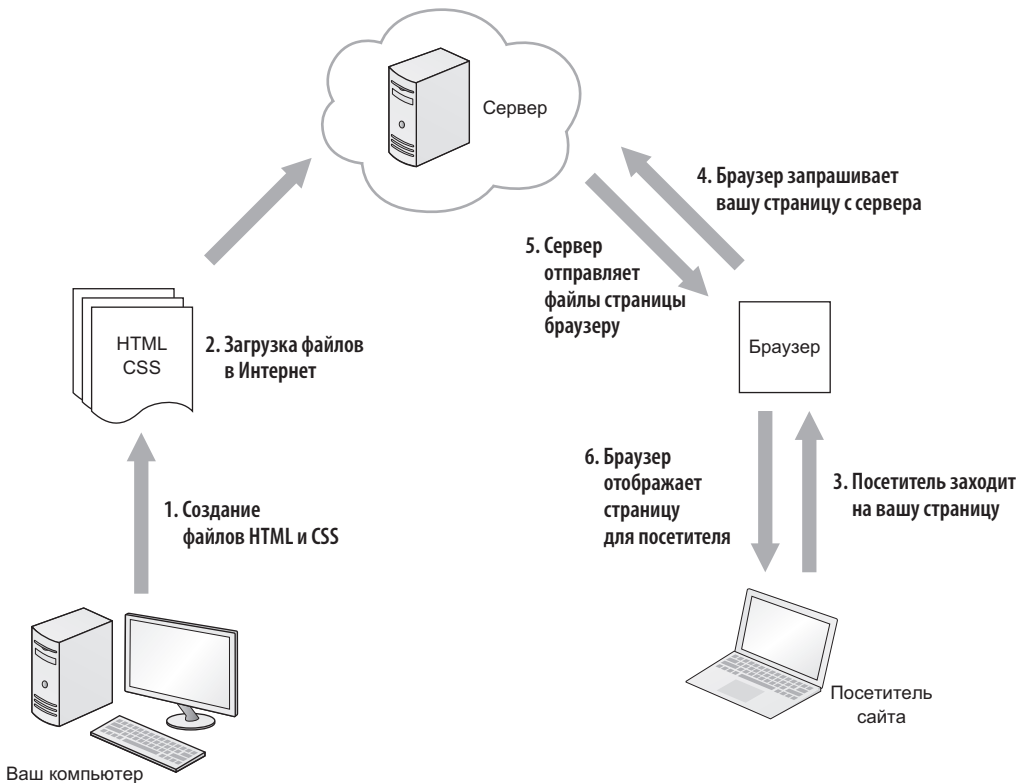 Сервер
4. Браузер запрашивает
вашу страницу с сервера
5. Сервер
отправляет
файлы страницы
браузеру
HTML
CSS
2. Загрузка файлов
в Интернет
Браузер
6. Браузер
отображает
страницу
для посетителя
3. Посетитель заходит
на вашу страницу
1. Создание
файлов HTML и CSS
Посетитель
сайта
Ваш компьютер